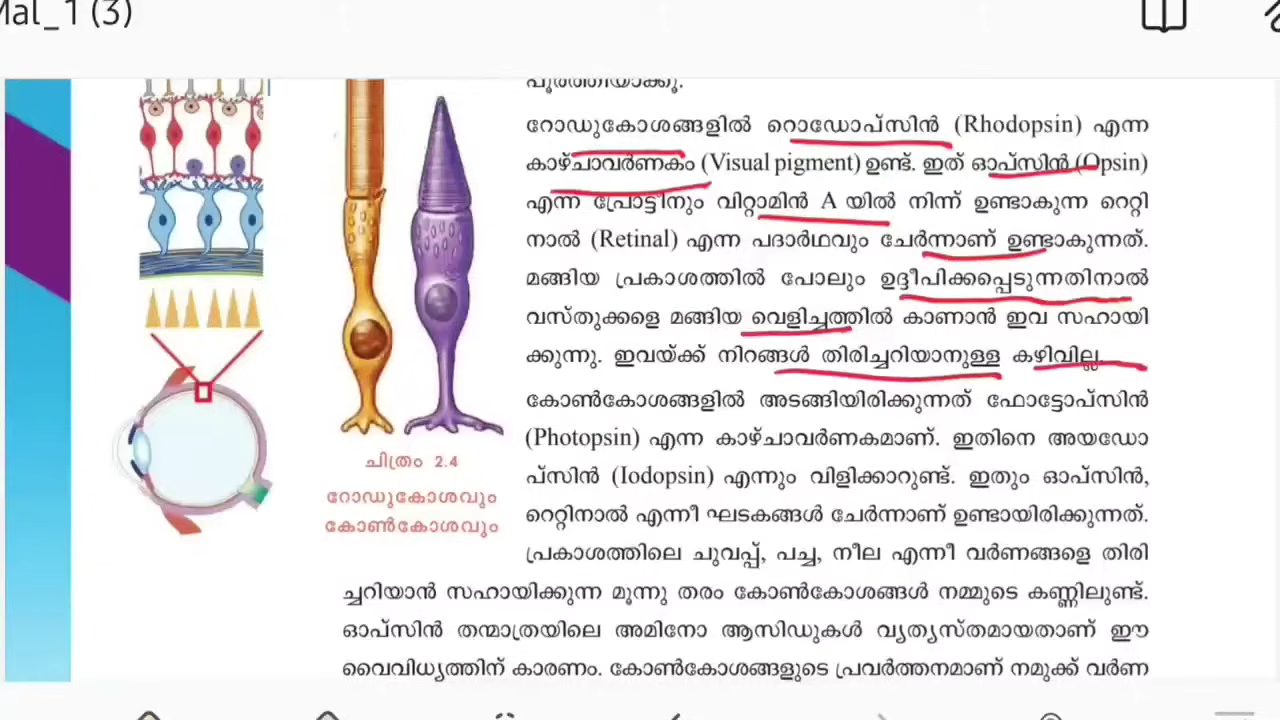 Mal_1 (3)
പൂർത്തിയാക്കൂ.
റോഡുകോശങ്ങളിൽ റൊഡോപ്സിൻ (Rhodopsin) എന്ന
കാഴ്ചാവർണകം (Visual pigment) ഉണ്ട്. ഇത് ഓപ്സിൻ (Opsin)
എന്ന പ്രോട്ടീനും വിറ്റാമിൻ A യിൽ നിന്ന് ഉണ്ടാകുന്ന റെറ്റി
നാൽ (Retinal) എന്ന പദാർഥവും ചേർന്നാണ് ഉണ്ടാകുന്നത്.
മങ്ങിയ പ്രകാശത്തിൽ പോലും ഉദ്ദീപിക്കപ്പെടുന്നതിനാൽ
വസ്തുക്കളെ മങ്ങിയ വെളിച്ചത്തിൽ കാണാൻ ഇവ സഹായി
ക്കുന്നു. ഇവയ്ക്ക് നിറങ്ങൾ തിരിച്ചറിയാനുള്ള കഴിവില്ല.
കോൺകോശങ്ങളിൽ അടങ്ങിയിരിക്കുന്നത് ഫോട്ടോപ്സിൻ
(Photopsin) എന്ന കാഴ്ചാവർണകമാണ്. ഇതിനെ അയഡോ
പ്സിൻ (Iodopsin) എന്നും വിളിക്കാറുണ്ട്. ഇതും ഓപ്സിൻ,
റെറ്റിനാൽ എന്നീ ഘടകങ്ങൾ ചേർന്നാണ് ഉണ്ടായിരിക്കുന്നത്.
പ്രകാശത്തിലെ ചുവപ്പ്, പച്ച, നീല എന്നീ വർണങ്ങളെ തിരി
ച്ചറിയാൻ സഹായിക്കുന്ന മൂന്നു തരം കോൺകോശങ്ങൾ നമ്മുടെ കണ്ണിലുണ്ട്.
ഓപ്സിൻ തന്മാത്രയിലെ അമിനോ ആസിഡുകൾ വ്യത്യസ്തമായതാണ് ഈ
വൈവിധ്യത്തിന് കാരണം. കോൺകോശങ്ങളുടെ പ്രവർത്തനമാണ് നമുക്ക് വർണ
ചിത്രം 2.4
റോഡുകോശവും
കോൺകോശവും